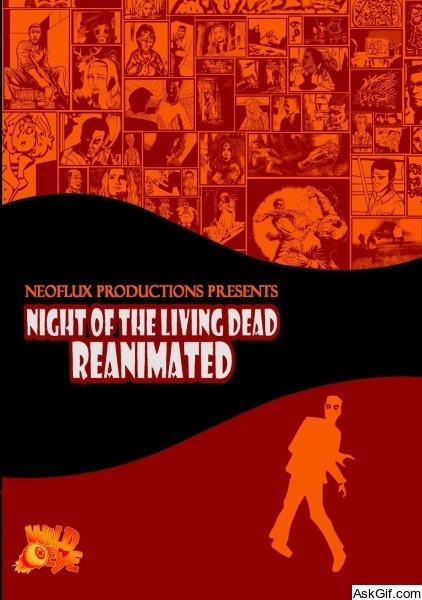 NEOFLUX PRODUCTIONS PRESENTS
NIGHT OF THE LIVING DEAD
REANIMATED
WILD
EYE
AskGif.com